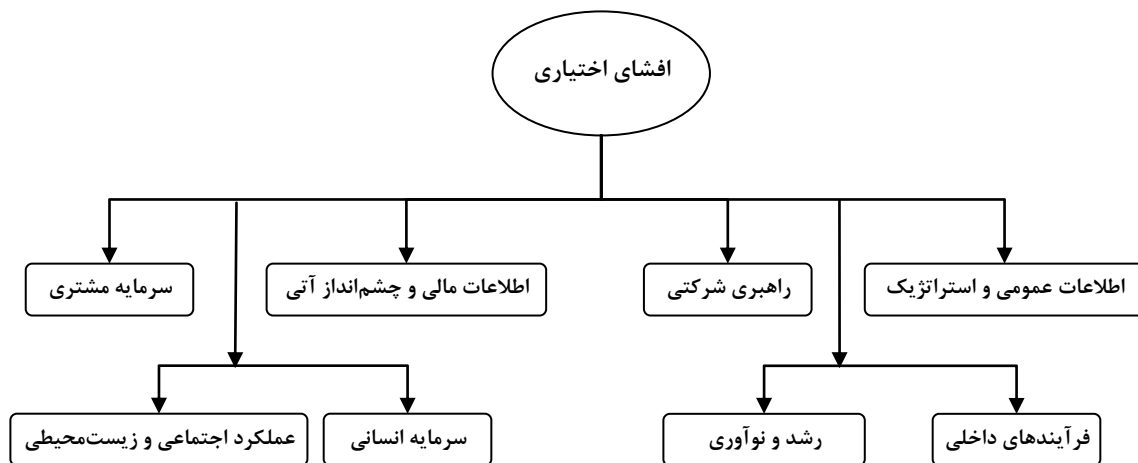 افشای اختیاری
اطلاعات عمومی و استراتژیک
راهبری شرکتی
اطلاعات مالی و چشم‌انداز آتی
سرمایه مشتری
فرآیندهای داخلی
رشد و نوآوری
سرمایه انسانی
عملکرد اجتماعی و زیست‌محیطی